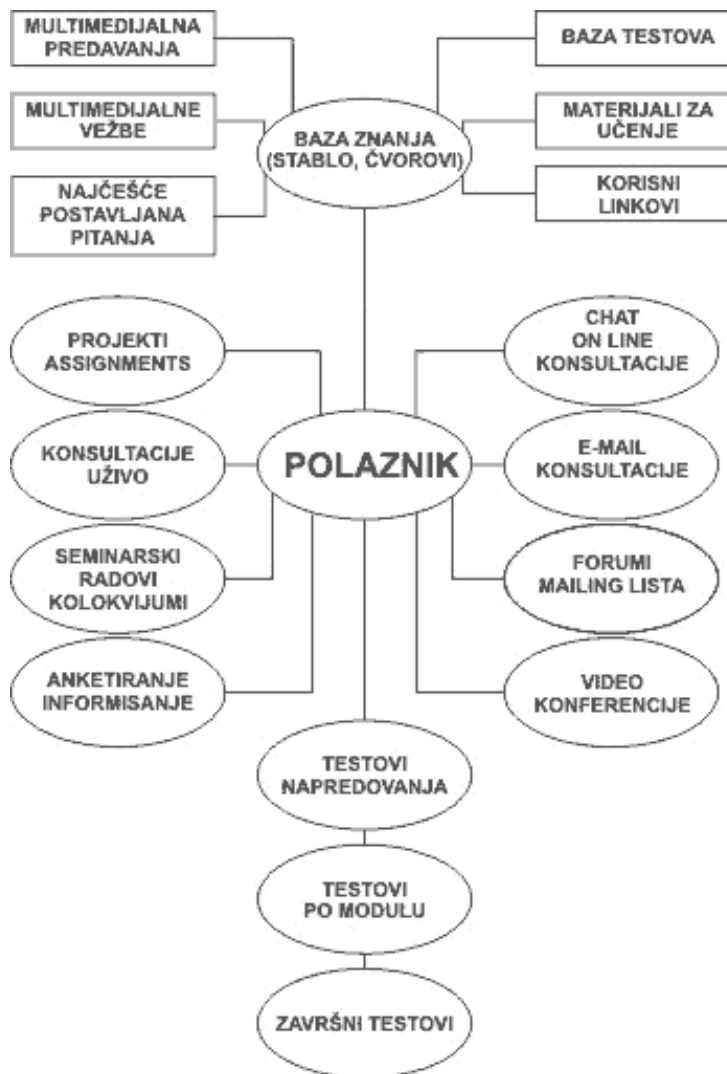 MULTIMEDIJALNA
PREDAVANJA
BAZA TESTOVA
MULTIMEDIJALNE
VEŽBE
BAZA ZNANJA
(STABLO, ČVOROVI)
MATERIJALI ZA
UČENJE
NAJČEŠĆE
POSTAVLJANA
PITANJA
KORISNI
LINKOVI
PROJEKTI
ASSIGNMENTS
CHAT
ON LINE
KONSULTACIJE
KONSULTACIJE
UŽIVO
POLAZNIK
E-MAIL
KONSULTACIJE
SEMINARSKI
RADOVI
KOLOKVIJUMI
FORUMI
MAILING LISTA
ANKETIRANJE
INFORMISANJE
VIDEO
KONFERENCIJE
TESTOVI
NAPREDOVANJA
TESTOVI
PO MODULU
ZAVRŠNI TESTOVI